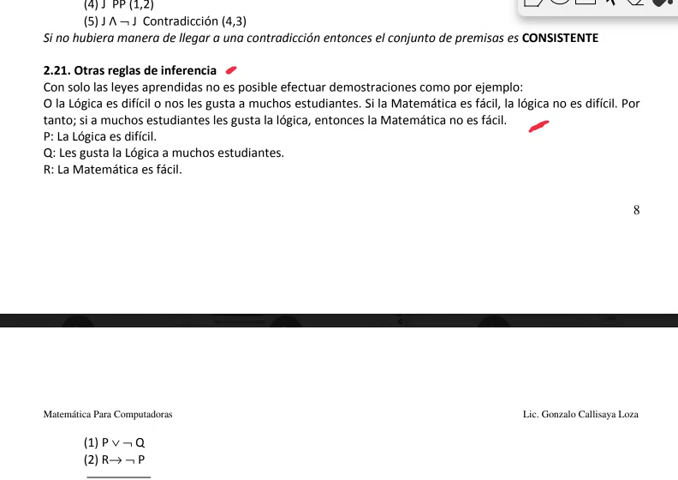 (4) J PP (1,2)
(5) J Λ ¬ J Contradicción (4,3)
Si no hubiera manera de llegar a una contradicción entonces el conjunto de premisas es CONSISTENTE
2.21. Otras reglas de inferencia
Con solo las leyes aprendidas no es posible efectuar demostraciones como por ejemplo:
O la Lógica es difícil o nos les gusta a muchos estudiantes. Si la Matemática es fácil, la lógica no es difícil. Por
tanto; si a muchos estudiantes les gusta la lógica, entonces la Matemática no es fácil.
P: La Lógica es difícil.
Q: Les gusta la Lógica a muchos estudiantes.
R: La Matemática es fácil.
8
Matemática Para Computadoras Lic. Gonzalo Callisaya Loza
(1) P ∨ ¬ Q
(2) R→ ¬ P